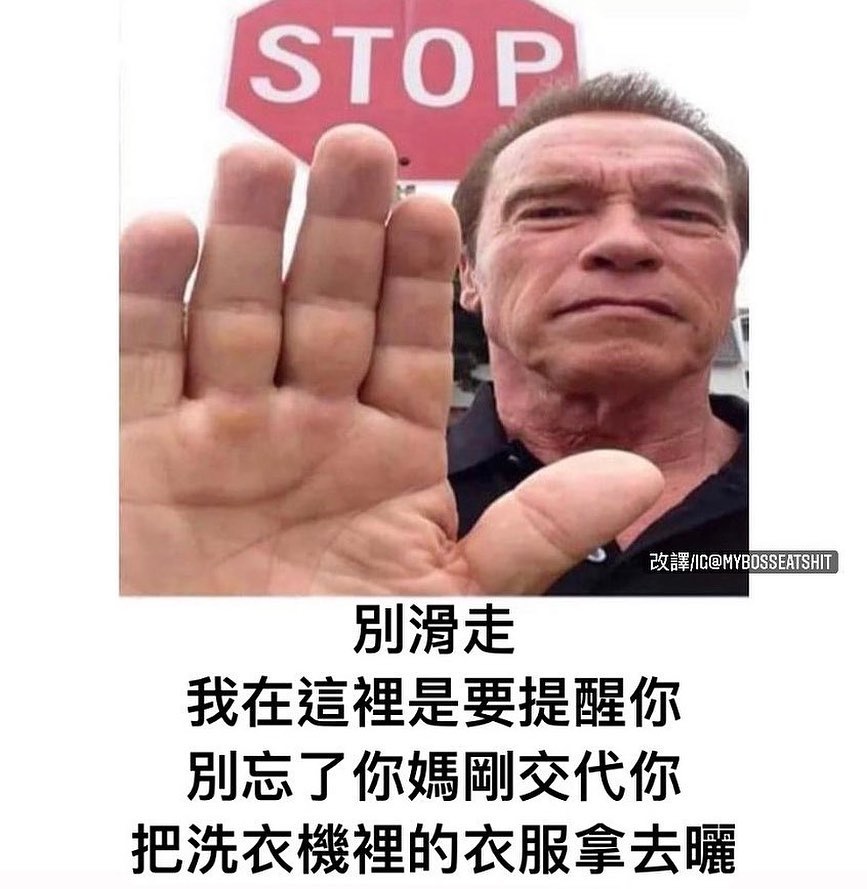 STOP
改譯/IG@MYBOSSEATSHIT
別滑走
我在這裡是要提醒你
別忘了你媽剛交代你
把洗衣機裡的衣服拿去曬